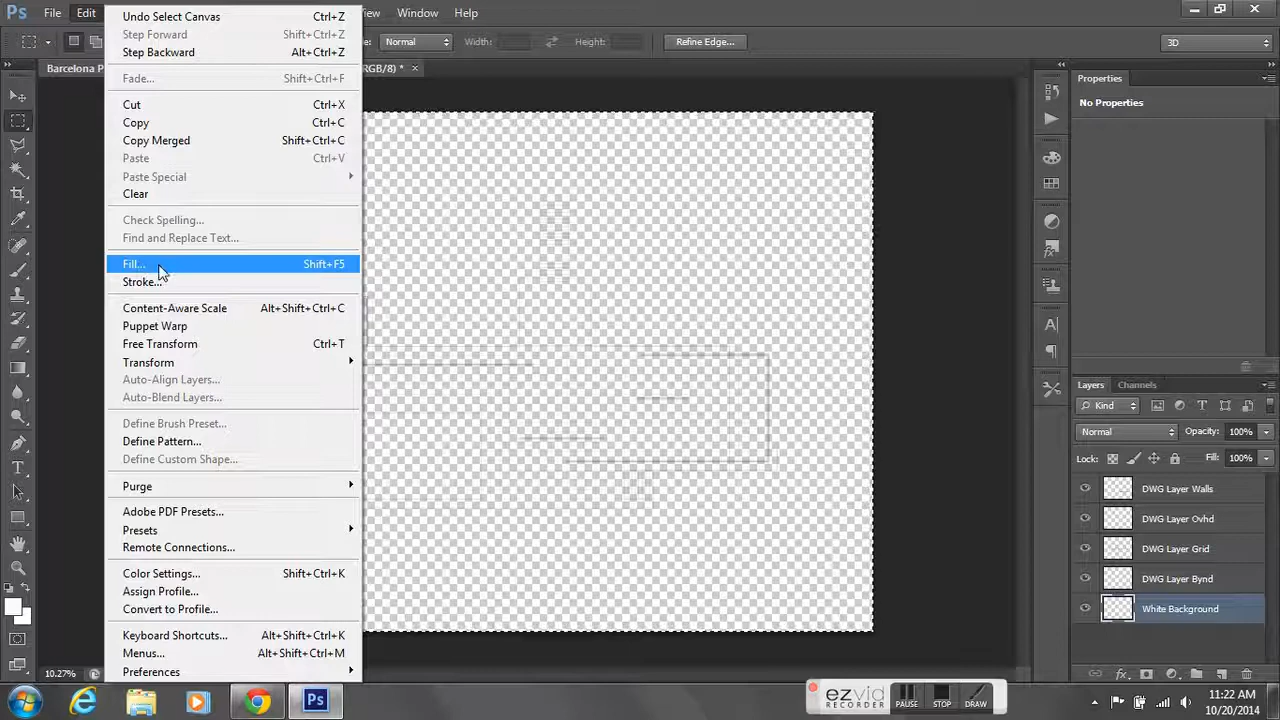 Ps File Edit iew Window Help
Normal Width: Height: Refine Edge... 3D
Barcelona P RGB/8) * ×
Undo Select Canvas Ctrl+Z
Step Forward Shift+Ctrl+Z
Step Backward Alt+Ctrl+Z
Fade... Shift+Ctrl+F
Cut Ctrl+X
Copy Ctrl+C
Copy Merged Shift+Ctrl+C
Paste Ctrl+V
Paste Special
Clear
Check Spelling...
Find and Replace Text...
Fill... Shift+F5
Stroke...
Content-Aware Scale Alt+Shift+Ctrl+C
Puppet Warp
Free Transform Ctrl+T
Transform
Auto-Align Layers...
Auto-Blend Layers...
Define Brush Preset...
Define Pattern...
Define Custom Shape...
Purge
Adobe PDF Presets...
Presets
Remote Connections...
Color Settings... Shift+Ctrl+K
Assign Profile...
Convert to Profile...
Keyboard Shortcuts... Alt+Shift+Ctrl+K
Menus... Alt+Shift+Ctrl+M
Preferences
Properties
No Properties
Layers Channels
Kind
Normal Opacity: 100%
Lock: Fill: 100%
DWG Layer Walls
DWG Layer Ovhd
DWG Layer Grid
DWG Layer Bynd
White Background
10.27%
ezvid
RECORDER
PAUSE STOP DRAW
Ps
11:22 AM
10/20/2014